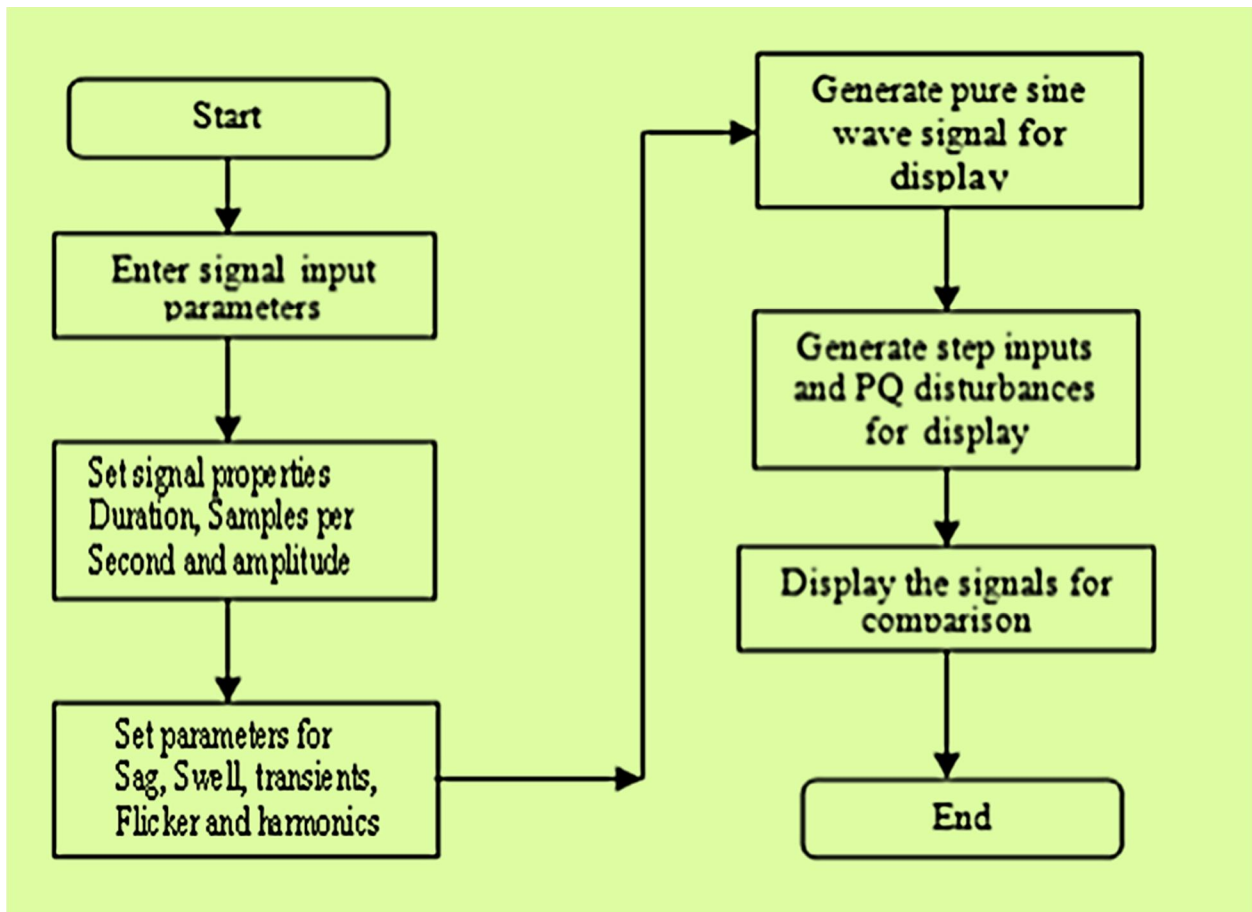 Start
Enter signal input
parameters
Set signal properties
Duration, Samples per
Second and amplitude
Set parameters for
Sag, Swell, transients,
Flicker and harmonics
Generate pure sine
wave signal for
display
Generate step inputs
and PQ disturbances
for display
Display the signals for
comparison
End